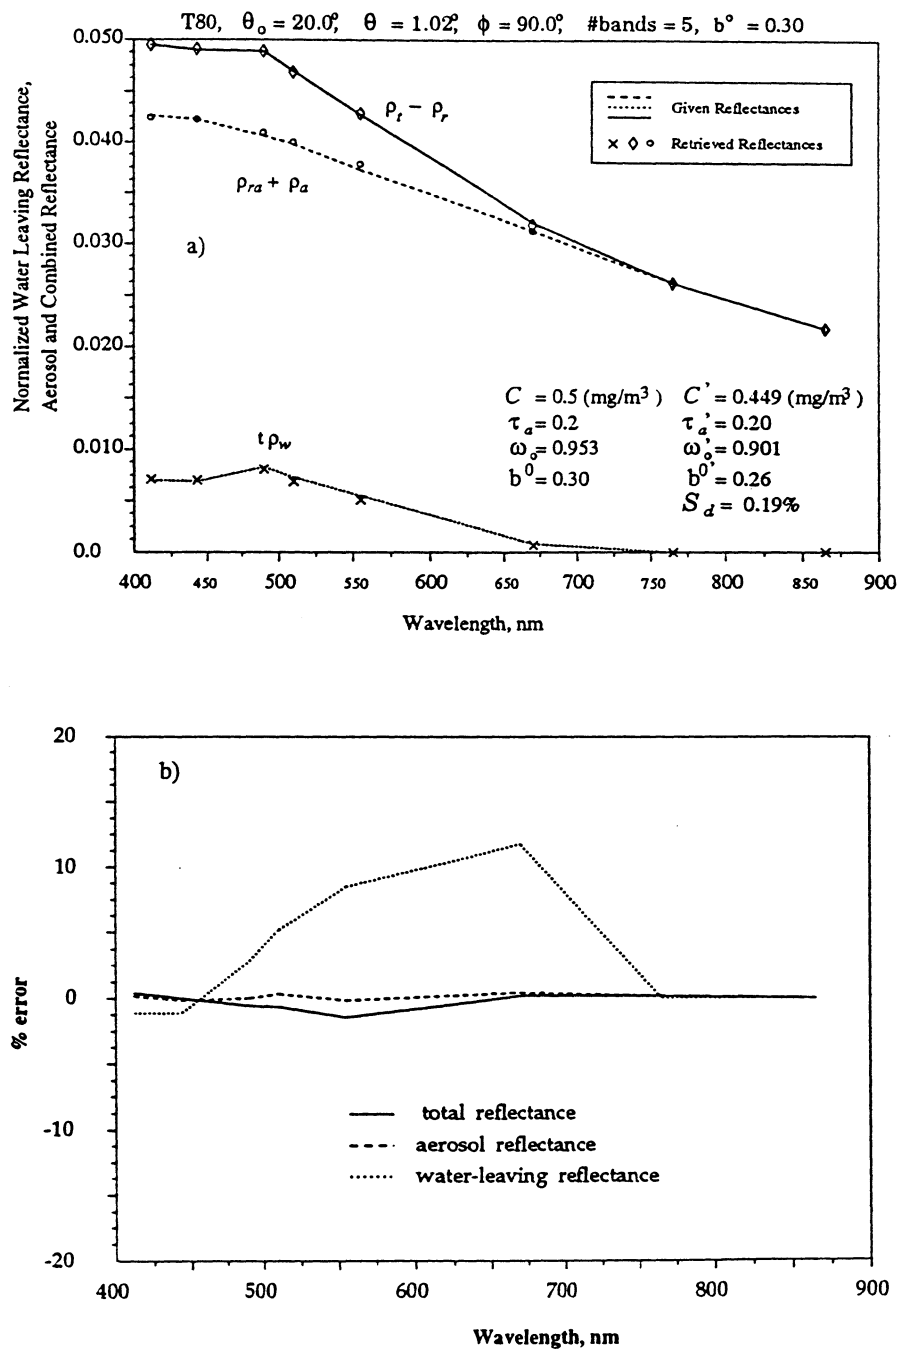 T80, θo = 20.0°, θ = 1.02°, ϕ = 90.0°, #bands = 5, b° = 0.30
Normalized Water Leaving Reflectance,
Aerosol and Combined Reflectance
0.050
0.040
0.030
0.020
0.010
0.0
a)
ρt − ρr
ρra + ρa
tρw
Given Reflectances
× ◇ ○ Retrieved Reflectances
C = 0.5 (mg/m³) C' = 0.449 (mg/m³)
τa = 0.2 τa' = 0.20
ωo = 0.953 ωo' = 0.901
b⁰ = 0.30 b⁰' = 0.26
Sd = 0.19%
400 450 500 550 600 650 700 750 800 850 900
Wavelength, nm
b)
20
10
0
-10
-20
% error
total reflectance
aerosol reflectance
water-leaving reflectance
400 500 600 700 800 900
Wavelength, nm